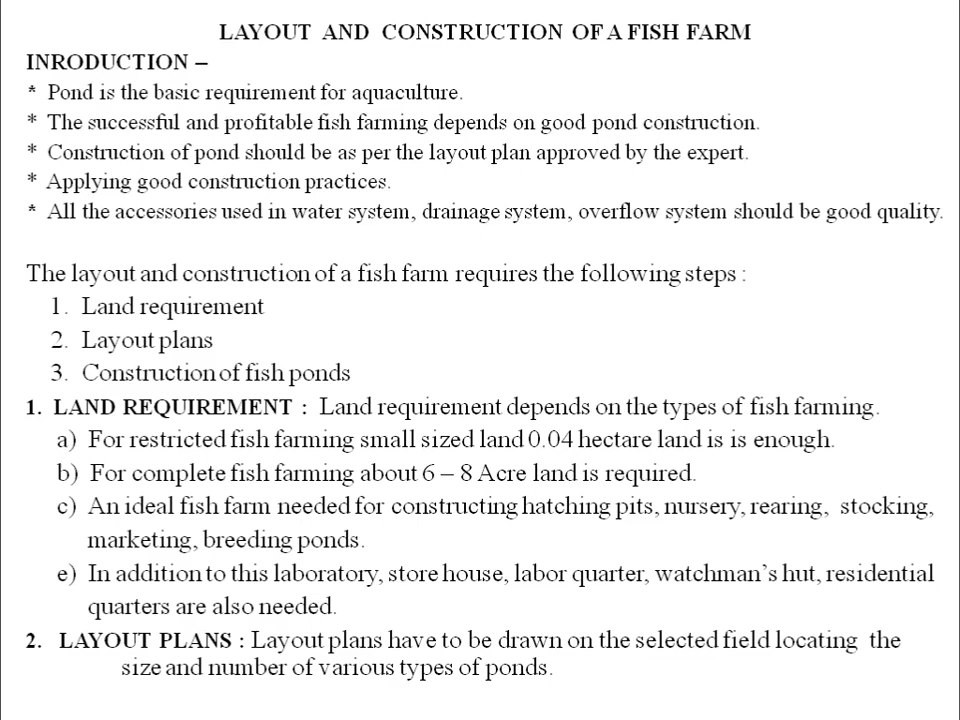 LAYOUT AND CONSTRUCTION OF A FISH FARM
INRODUCTION –
* Pond is the basic requirement for aquaculture.
* The successful and profitable fish farming depends on good pond construction.
* Construction of pond should be as per the layout plan approved by the expert.
* Applying good construction practices.
* All the accessories used in water system, drainage system, overflow system should be good quality.
The layout and construction of a fish farm requires the following steps :
1. Land requirement
2. Layout plans
3. Construction of fish ponds
1. LAND REQUIREMENT : Land requirement depends on the types of fish farming.
a) For restricted fish farming small sized land 0.04 hectare land is is enough.
b) For complete fish farming about 6 – 8 Acre land is required.
c) An ideal fish farm needed for constructing hatching pits, nursery, rearing, stocking,
marketing, breeding ponds.
e) In addition to this laboratory, store house, labor quarter, watchman's hut, residential
quarters are also needed.
2. LAYOUT PLANS : Layout plans have to be drawn on the selected field locating the
size and number of various types of ponds.